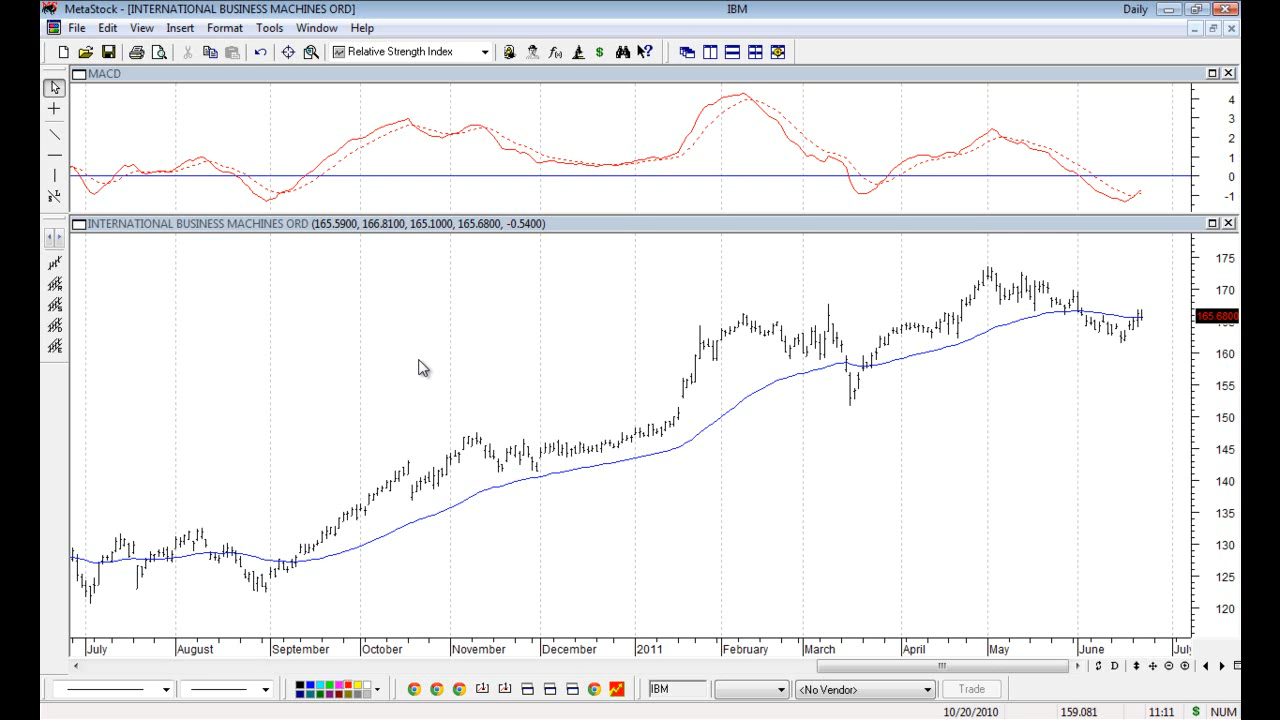 MetaStock - [INTERNATIONAL BUSINESS MACHINES ORD] IBM Daily
File Edit View Insert Format Tools Window Help
Relative Strength Index
MACD
4
3
2
1
0
-1
INTERNATIONAL BUSINESS MACHINES ORD (165.5900, 166.8100, 165.1000, 165.6800, -0.5400)
175
170
165.6800
160
155
150
145
140
135
130
125
120
July August September October November December 2011 February March April May June July
IBM <No Vendor> Trade
10/20/2010 159.081 11:11 $ NUM